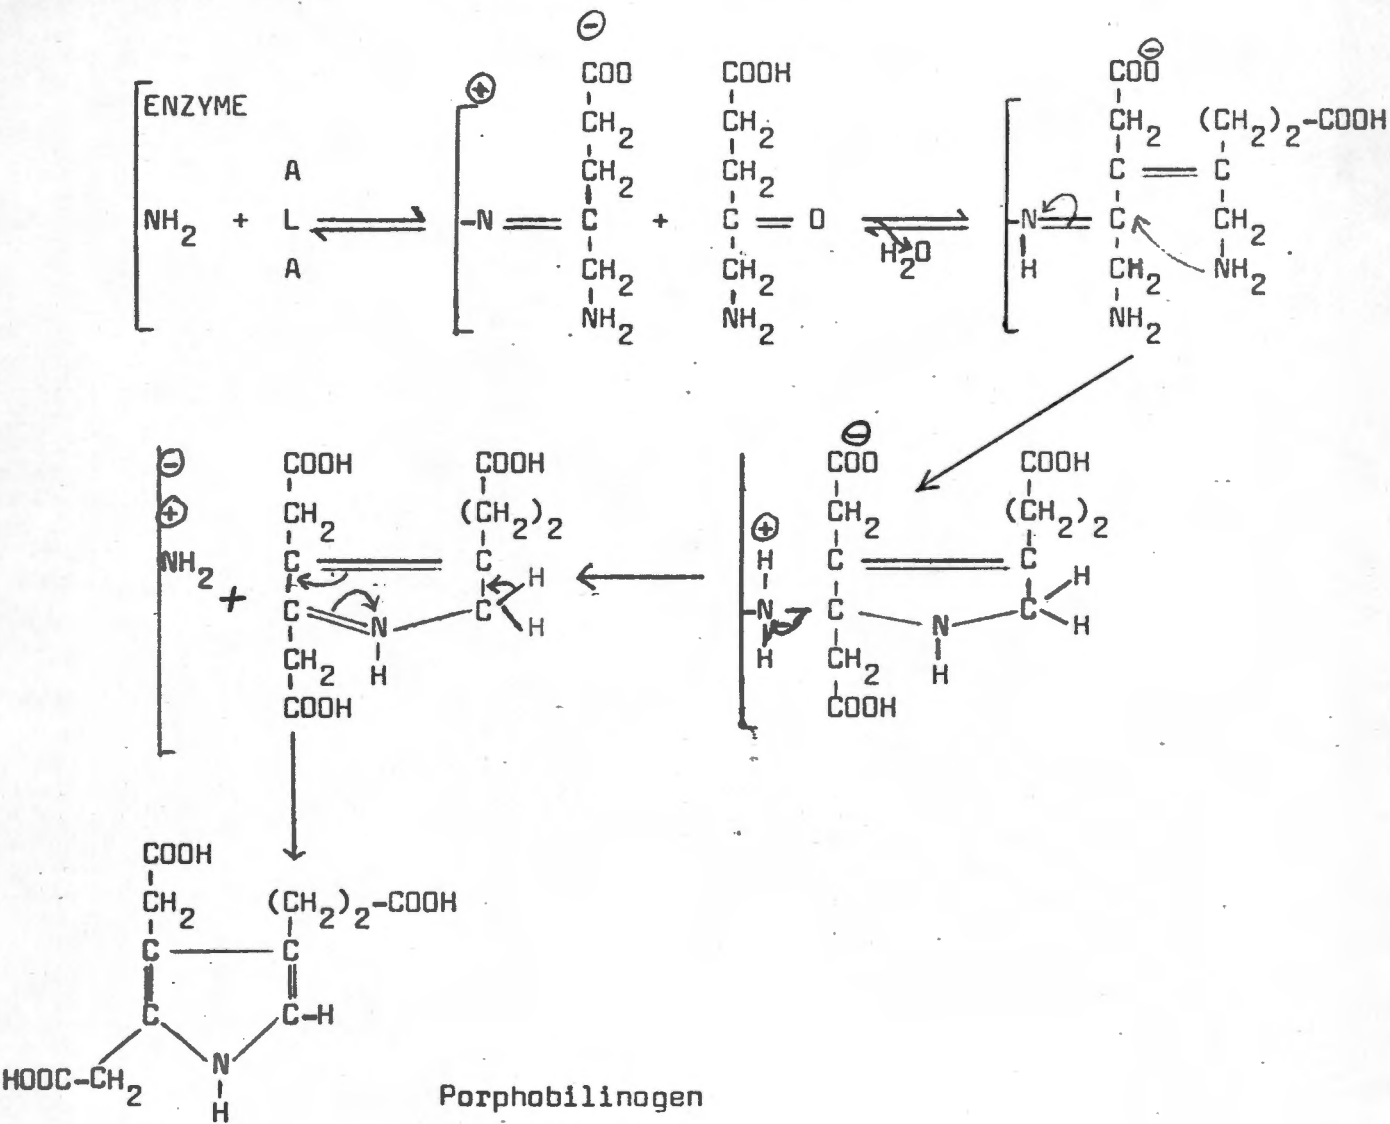 ⊖
COO COOH COO⊖
[ENZYME ⊕
CH2 CH2 CH2 (CH2)2-COOH
A CH2 CH2 C = C
NH2 + L ⇌ -N = C + C = O ⇌ -N = C CH2
A H2O H
CH2 CH2 CH2 NH2
NH2 NH2 NH2
⊖
⊖ COOH COOH COO COOH
⊕ CH2 (CH2)2 ⊕ CH2 (CH2)2
NH2 + C = C H C = C H
C N C H -N- C N C H
H H H
CH2 CH2
COOH COOH
COOH
CH2 (CH2)2-COOH
C C
C C-H
HOOC-CH2 N
H
Porphobilinogen